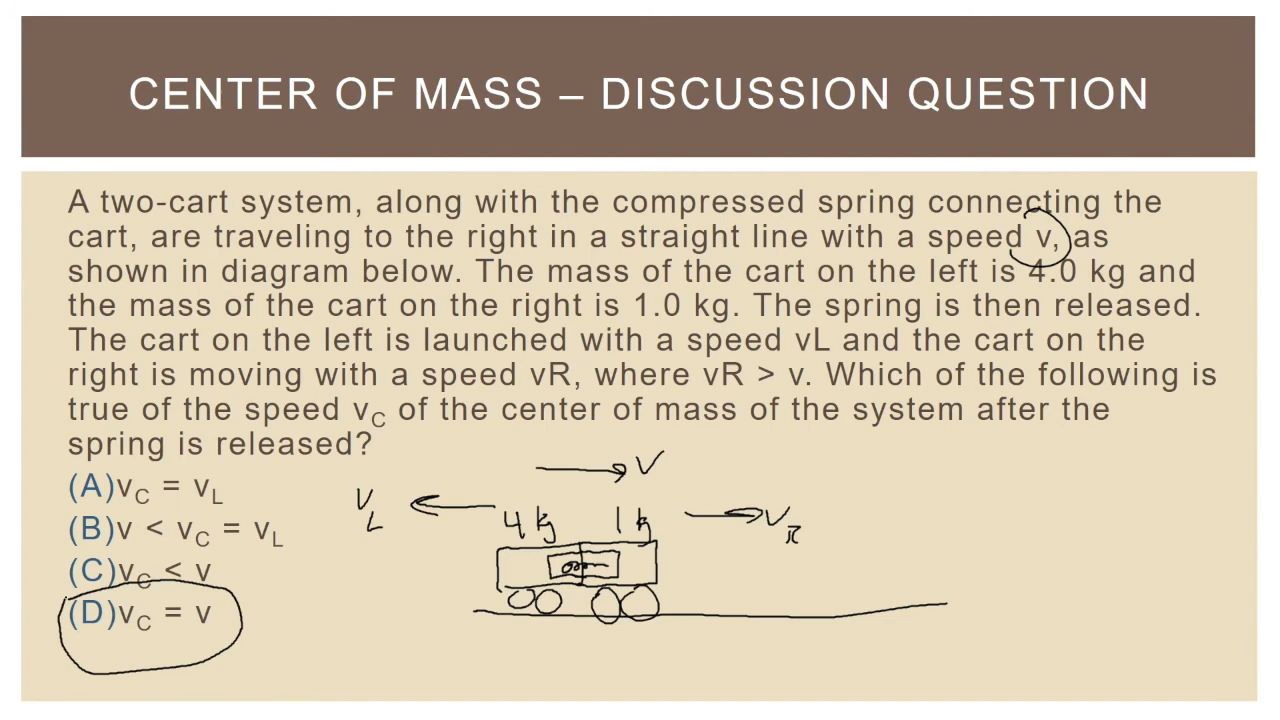 CENTER OF MASS – DISCUSSION QUESTION
A two-cart system, along with the compressed spring connecting the
cart, are traveling to the right in a straight line with a speed v, as
shown in diagram below. The mass of the cart on the left is 4.0 kg and
the mass of the cart on the right is 1.0 kg. The spring is then released.
The cart on the left is launched with a speed vL and the cart on the
right is moving with a speed vR, where vR > v. Which of the following is
true of the speed vC of the center of mass of the system after the
spring is released?
(A)vC = vL
(B)v < vC = vL
(C)vC < v
(D)vC = v
V
VL
4 kg
1 kg
VR